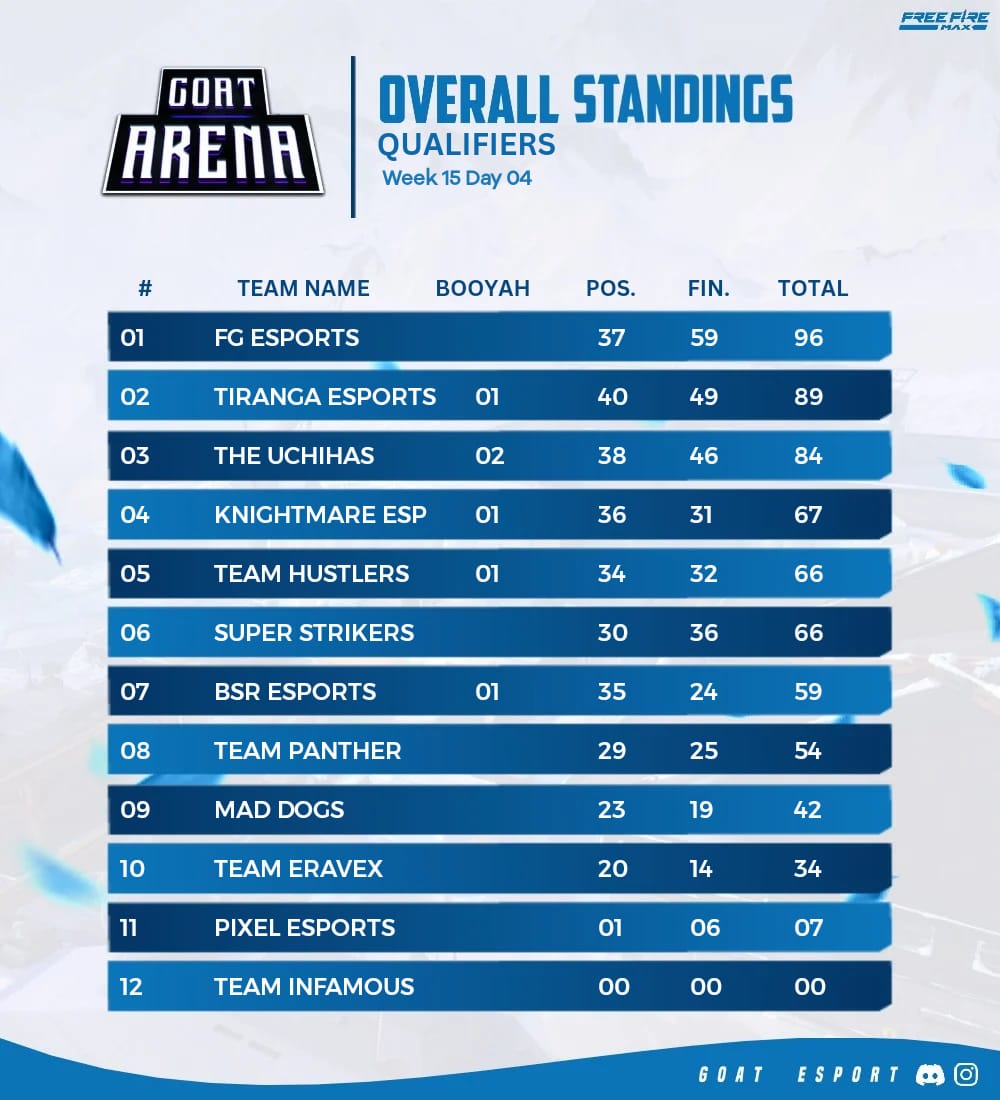 FREE FIRE
MAX
GOAT
ARENA
OVERALL STANDINGS
QUALIFIERS
Week 15 Day 04
# TEAM NAME BOOYAH POS. FIN. TOTAL
01 FG ESPORTS 37 59 96
02 TIRANGA ESPORTS 01 40 49 89
03 THE UCHIHAS 02 38 46 84
04 KNIGHTMARE ESP 01 36 31 67
05 TEAM HUSTLERS 01 34 32 66
06 SUPER STRIKERS 30 36 66
07 BSR ESPORTS 01 35 24 59
08 TEAM PANTHER 29 25 54
09 MAD DOGS 23 19 42
10 TEAM ERAVEX 20 14 34
11 PIXEL ESPORTS 01 06 07
12 TEAM INFAMOUS 00 00 00
GOAT ESPORT